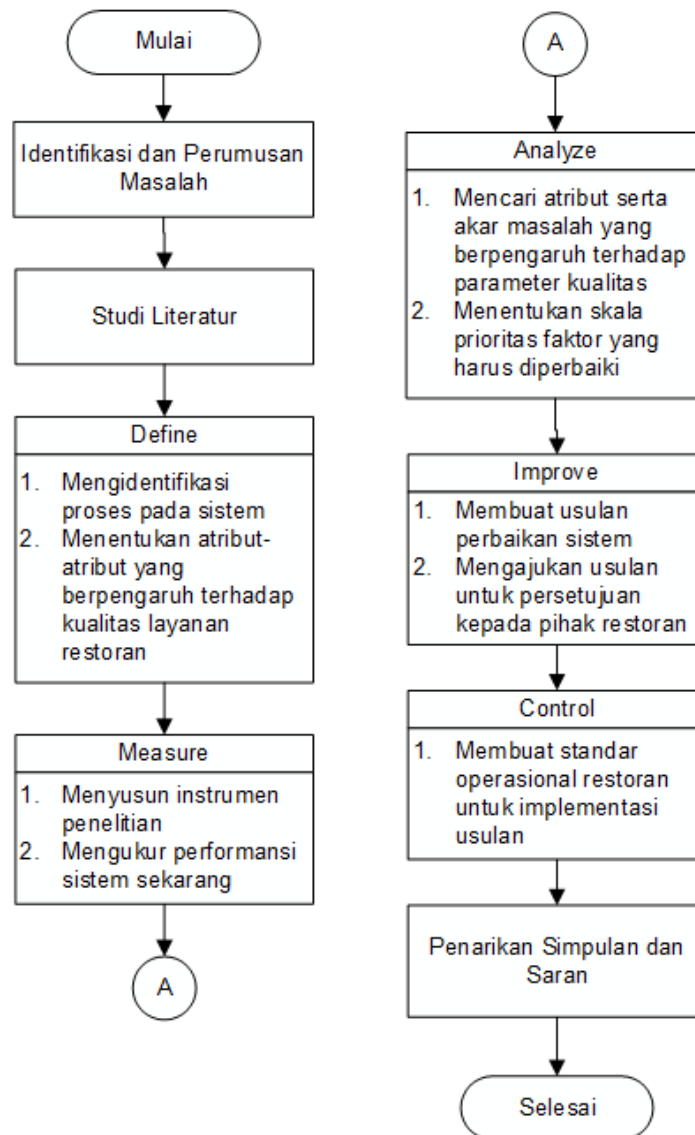 Mulai
Identifikasi dan Perumusan
Masalah
Studi Literatur
Define
1. Mengidentifikasi
proses pada sistem
2. Menentukan atribut-
atribut yang
berpengaruh terhadap
kualitas layanan
restoran
Measure
1. Menyusun instrumen
penelitian
2. Mengukur performansi
sistem sekarang
A
A
Analyze
1. Mencari atribut serta
akar masalah yang
berpengaruh terhadap
parameter kualitas
2. Menentukan skala
prioritas faktor yang
harus diperbaiki
Improve
1. Membuat usulan
perbaikan sistem
2. Mengajukan usulan
untuk persetujuan
kepada pihak restoran
Control
1. Membuat standar
operasional restoran
untuk implementasi
usulan
Penarikan Simpulan dan
Saran
Selesai